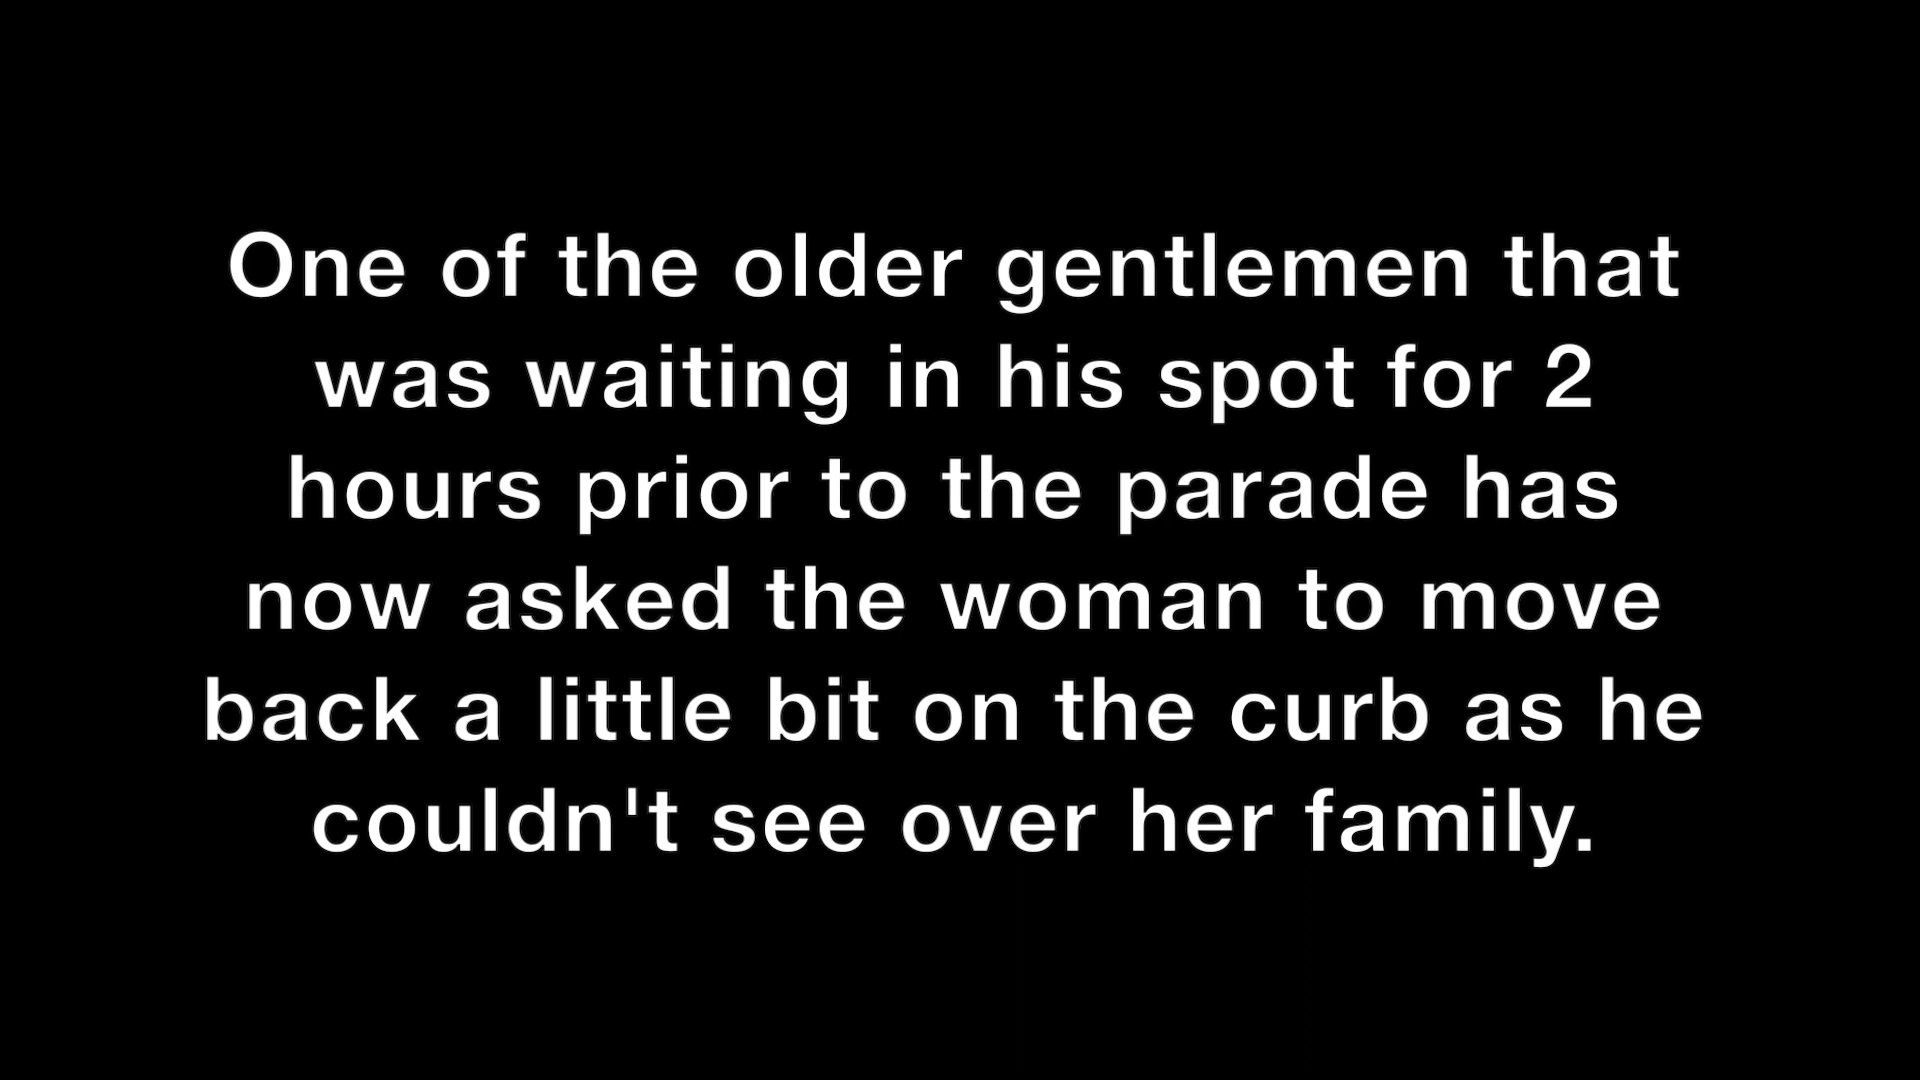 One of the older gentlemen that
was waiting in his spot for 2
hours prior to the parade has
now asked the woman to move
back a little bit on the curb as he
couldn't see over her family.